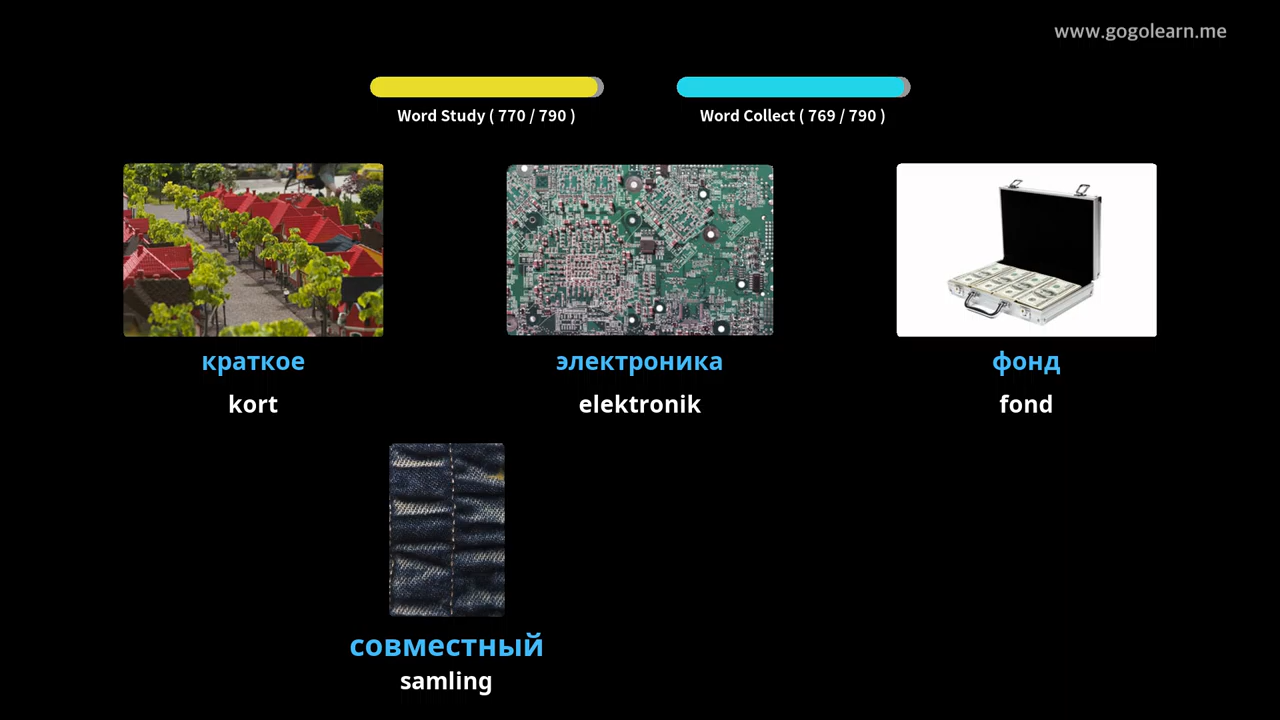 www.gogolearn.me
Word Study ( 770 / 790 )
Word Collect ( 769 / 790 )
краткое
электроника
фонд
kort
elektronik
fond
совместный
samling